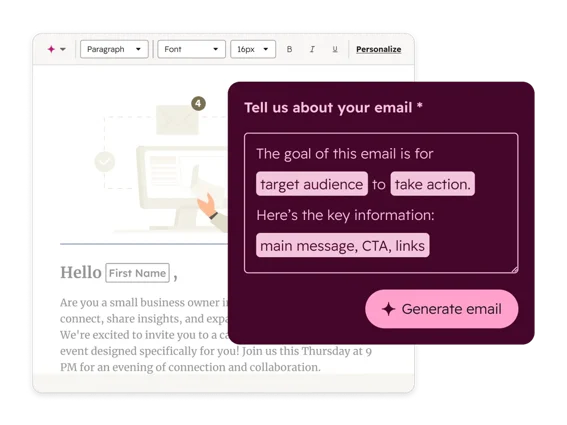 Paragraph
Font
16px
B
I
U
Personalize
4
Tell us about your email *
The goal of this email is for
target audience to take action.
Here's the key information:
main message, CTA, links
Generate email
Hello First Name ,
Are you a small business owner
connect, share insights, and
We're excited to invite you to a
event designed specifically for you! Join us this Thursday at 9
PM for an evening of connection and collaboration.